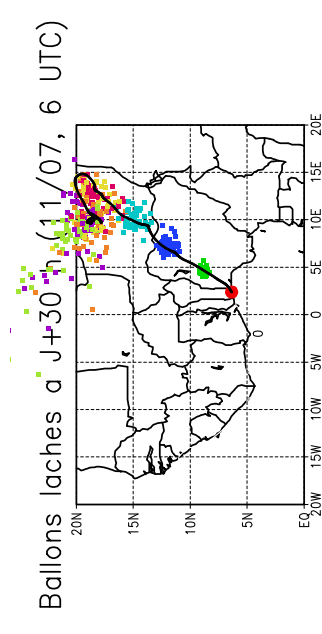 Ballons laches a J+30 h (11/07, 6 UTC)
20N
15N
10N
5N
EQ
0
20W 15W 10W 5W 0 5E 10E 15E 20E